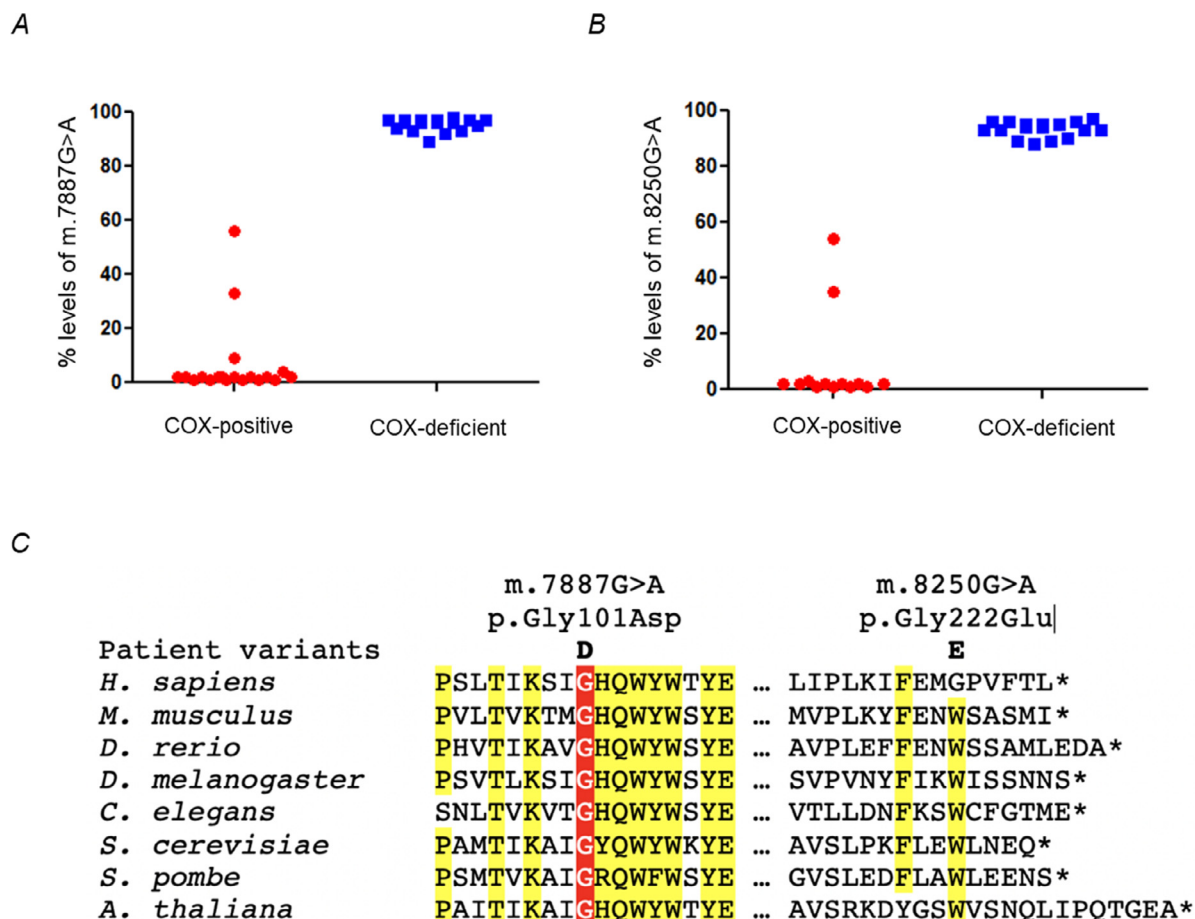 A
% levels of m.7887G>A
100
80
60
40
20
0
COX-positive COX-deficient
B
% levels of m.8250G>A
100
80
60
40
20
0
COX-positive COX-deficient
C
m.7887G>A m.8250G>A
p.Gly101Asp p.Gly222Glu
Patient variants D E
H. sapiens PSLTIKSIGHQWYWTYE … LIPLKIFEMGPVFTL*
M. musculus PVLTVKTMGHQWYWSYE … MVPLKYFENWSASMI*
D. rerio PHVTIKAVGHQWYWSYE … AVPLEFFENWSSAMLEDA*
D. melanogaster PSVTLKSIGHQWYWSYE … SVPVNYFIKWISSNNS*
C. elegans SNLTVKVTGHQWYWSYE … VTLLDNFKSWCFGTME*
S. cerevisiae PAMTIKAIGYQWYWKYE … AVSLPKFLEWLNEQ*
S. pombe PSMTVKAIGRQWFWSYE … GVSLEDFLAWLEENS*
A. thaliana PAITIKAIGHQWYWSYE … AVSRKDYGSWVSNQLIPQTGEA*